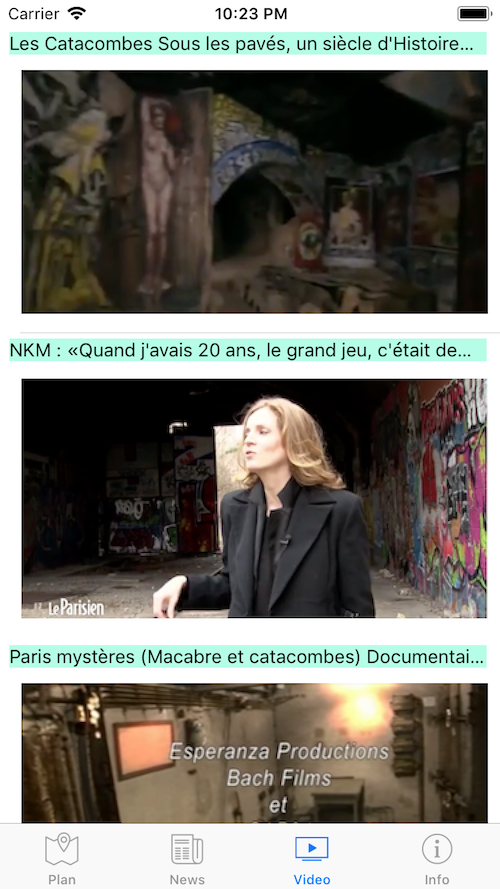 Carrier 10:23 PM
Les Catacombes Sous les pavés, un siècle d'Histoire...
NKM : «Quand j'avais 20 ans, le grand jeu, c'était de...
Le Parisien
Paris mystères (Macabre et catacombes) Documentai...
Esperanza Productions
Bach Films
et
Plan News Video Info